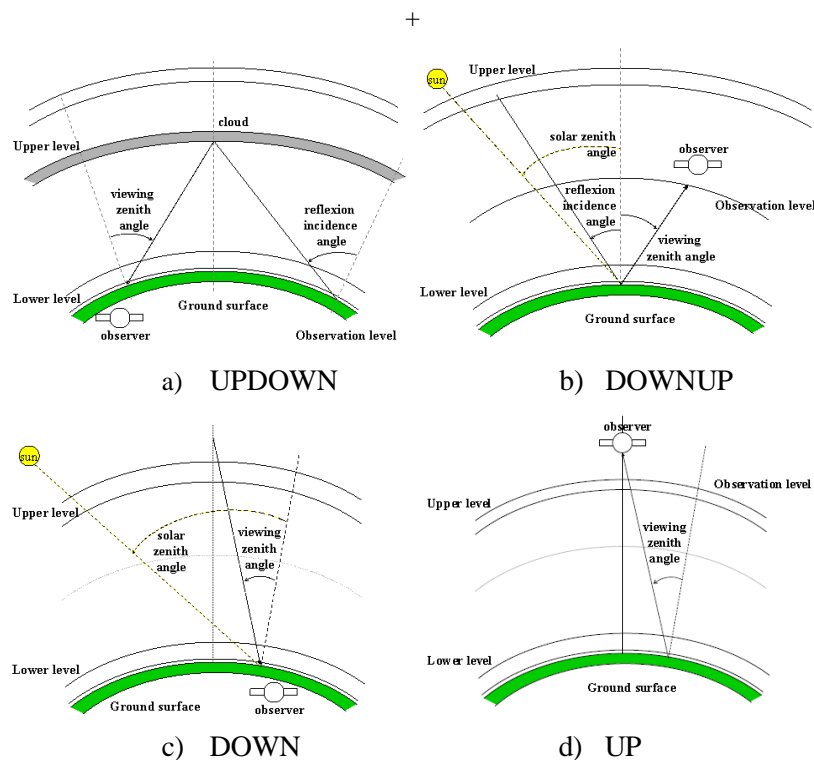 +
cloud
Upper level
viewing
zenith
angle
reflexion
incidence
angle
Lower level
Ground surface
observer
Observation level
a) UPDOWN
sun
Upper level
solar zenith
angle
observer
reflexion
incidence
angle
Observation level
viewing
zenith angle
Lower level
Ground surface
b) DOWNUP
sun
Upper level
solar
zenith
angle
viewing
zenith
angle
Lower level
Ground surface
observer
c) DOWN
observer
Upper level
Observation level
viewing
zenith
angle
Lower level
Ground surface
d) UP